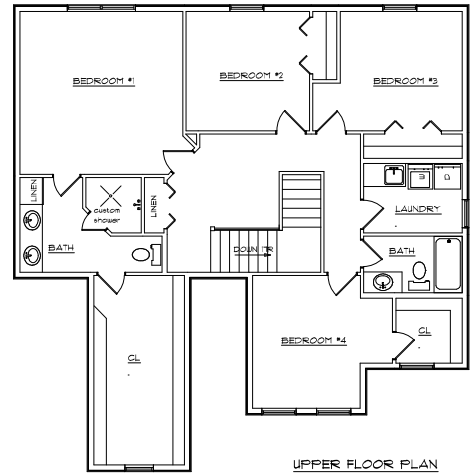 BEDROOM #1
BEDROOM #2
BEDROOM #3
LINEN
custom
shower
LINEN
LAUNDRY
BATH
DOWN
BATH
BEDROOM #4
CL
CL
UPPER FLOOR PLAN